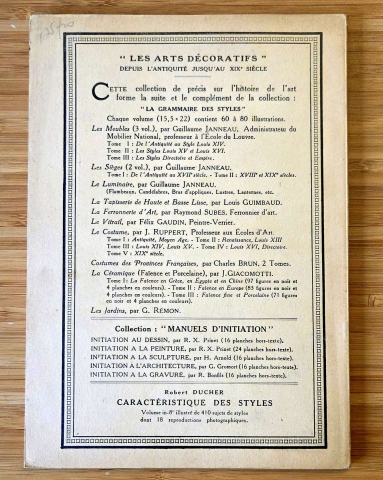 "LES ARTS DÉCORATIFS"
DEPUIS L'ANTIQUITÉ JUSQU'AU XIXe SIÈCLE
CETTE collection de précis sur l'histoire de l'art
forme la suite et le complément de la collection :
"LA GRAMMAIRE DES STYLES"
Chaque volume (15,5 × 22) contient 60 à 80 illustrations.
Les Meubles (3 vol.), par Guillaume JANNEAU, Administrateur du
Mobilier National, professeur à l'École du Louvre.
Tome I : De l'Antiquité au Style Louis XIV.
Tome II : Les Styles Louis XV et Louis XVI.
Tome III : Les Styles Directoire et Empire.
Les Sièges (2 vol.), par Guillaume JANNEAU.
Tome I : De l'Antiquité au XVIIe siècle. - Tome II : XVIIIe et XIXe siècles.
Le Luminaire, par Guillaume JANNEAU.
(Flambeaux, Candélabres, Bras d'appliques, Lustres, Lanternes, etc.
La Tapisserie de Haute et Basse Lisse, par Louis GUIMBAUD.
La Ferronnerie d'Art, par Raymond SUBES, Ferronnier d'art.
Le Vitrail, par Félix GAUDIN, Peintre-Verrier.
Le Costume, par J. RUPPERT, Professeur aux Écoles d'Art.
Tome I : Antiquité, Moyen Age. - Tome II : Renaissance, Louis XIII
Tome III : Louis XIV, Louis XV. - Tome IV : Louis XVI, Directoire.
Tome V : XIXe siècle.
Costumes des Provinces Françaises, par Charles BRUN, 2 Tomes.
La Céramique (Faïence et Porcelaine), par J. GIACOMOTTI.
Tome I : La Faïence en Grèce, en Égypte et en Chine (97 figures en noir
et 4 planches en couleurs). - Tome II : Faïence en Europe (83 figures en noir
et 4 planches en couleurs). - Tome III : Faïence fine et Porcelaine (71 figures
en noir et 4 planches en couleurs).
Les Jardins, par G. RÉMON.
Collection : "MANUELS D'INITIATION"
INITIATION AU DESSIN, par R. X. Prinet (16 planches hors-texte).
INITIATION A LA PEINTURE, par R. X. Prinet (24 planches hors-texte).
INITIATION A LA SCULPTURE, par H. Arnold (16 planches hors-texte).
INITIATION A L'ARCHITECTURE, par G. Gromort (16 planches hors-texte).
INITIATION A LA GRAVURE, par R. Bonfils (16 planches hors-texte).
Robert DUCHER
CARACTÉRISTIQUE DES STYLES
Volume in-8° illustré de 410 sujets de styles
dont 18 reproductions photographiques.